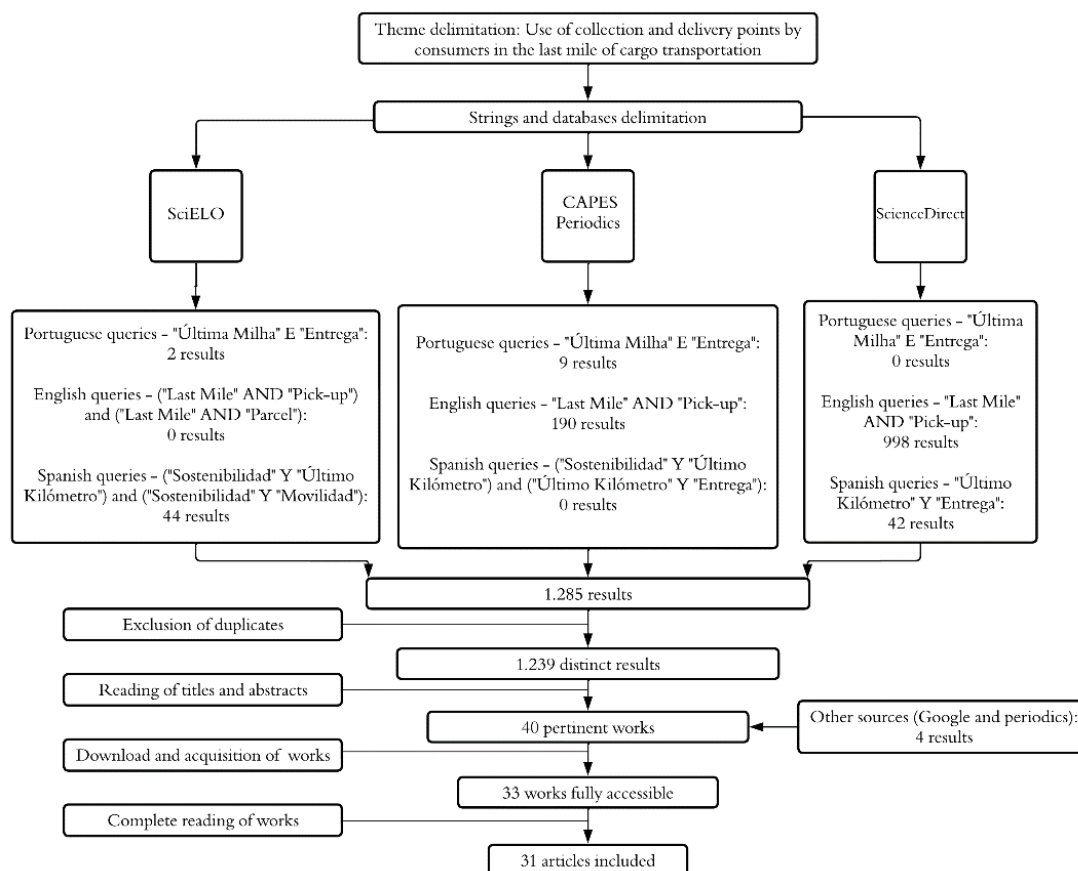 Theme delimitation: Use of collection and delivery points by
consumers in the last mile of cargo transportation
Strings and databases delimitation
SciELO
CAPES
Periodics
ScienceDirect
Portuguese queries - "Última Milha" E "Entrega":
2 results
English queries - ("Last Mile" AND "Pick-up")
and ("Last Mile" AND "Parcel"):
0 results
Spanish queries - ("Sostenibilidad" Y "Último
Kilómetro") and ("Sostenibilidad" Y "Movilidad"):
44 results
Portuguese queries - "Última Milha" E "Entrega":
9 results
English queries - "Last Mile" AND "Pick-up":
190 results
Spanish queries - ("Sostenibilidad" Y "Último
Kilómetro") and ("Último Kilómetro" Y "Entrega"):
0 results
Portuguese queries - "Última
Milha" E "Entrega":
0 results
English queries - "Last Mile"
AND "Pick-up":
998 results
Spanish queries - "Último
Kilómetro" Y "Entrega":
42 results
1.285 results
Exclusion of duplicates
1.239 distinct results
Reading of titles and abstracts
40 pertinent works
Other sources (Google and periodics):
4 results
Download and acquisition of works
33 works fully accessible
Complete reading of works
31 articles included